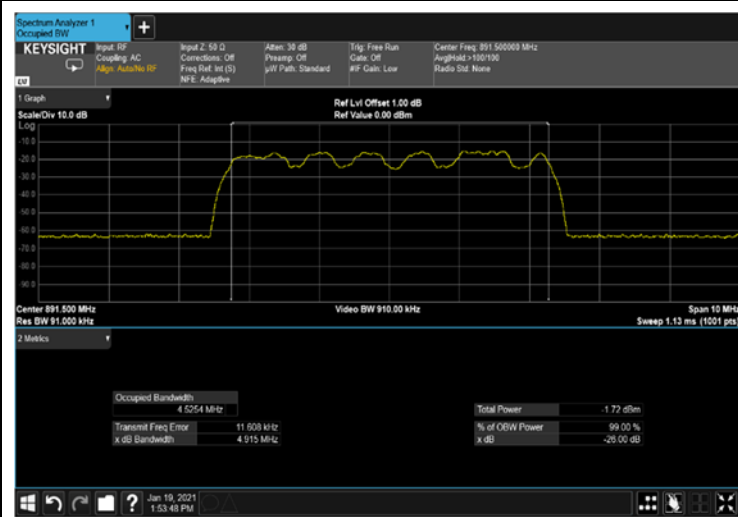 Spectrum Analyzer 1
Occupied BW
+
KEYSIGHT
Input: RF
Coupling: AC
Align: Auto/No RF
Input Z: 50 Ω
Corrections: Off
Freq Ref: Int (S)
NFE: Adaptive
Atten: 30 dB
Preamp: Off
µW Path: Standard
Trig: Free Run
Gate: Off
#IF Gain: Low
Center Freq: 891.500000 MHz
Avg|Hold:>100/100
Radio Std: None
LXI
1 Graph
Scale/Div 10.0 dB
Ref Lvl Offset 1.00 dB
Ref Value 0.00 dBm
Log
-10.0
-20.0
-30.0
-40.0
-50.0
-60.0
-70.0
-80.0
-90.0
Center 891.500 MHz
Res BW 91.000 kHz
Video BW 910.00 kHz
Span 10 MHz
Sweep 1.13 ms (1001 pts)
2 Metrics
Occupied Bandwidth
4.5254 MHz
Transmit Freq Error 11.608 kHz
x dB Bandwidth 4.915 MHz
Total Power -1.72 dBm
% of OBW Power 99.00 %
x dB -26.00 dB
?
Jan 19, 2021
1:53:48 PM